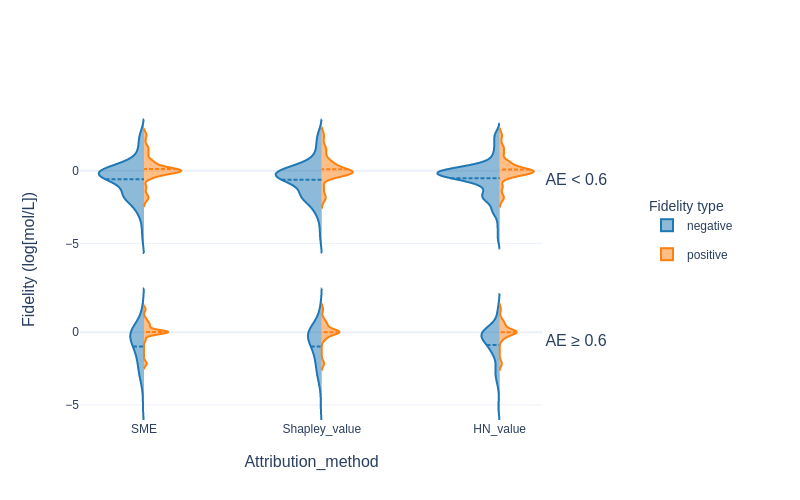 0
−5
AE < 0.6
0
−5
AE ≥ 0.6
SME
Shapley_value
HN_value
Attribution_method
Fidelity (log[mol/L])
Fidelity type
negative
positive